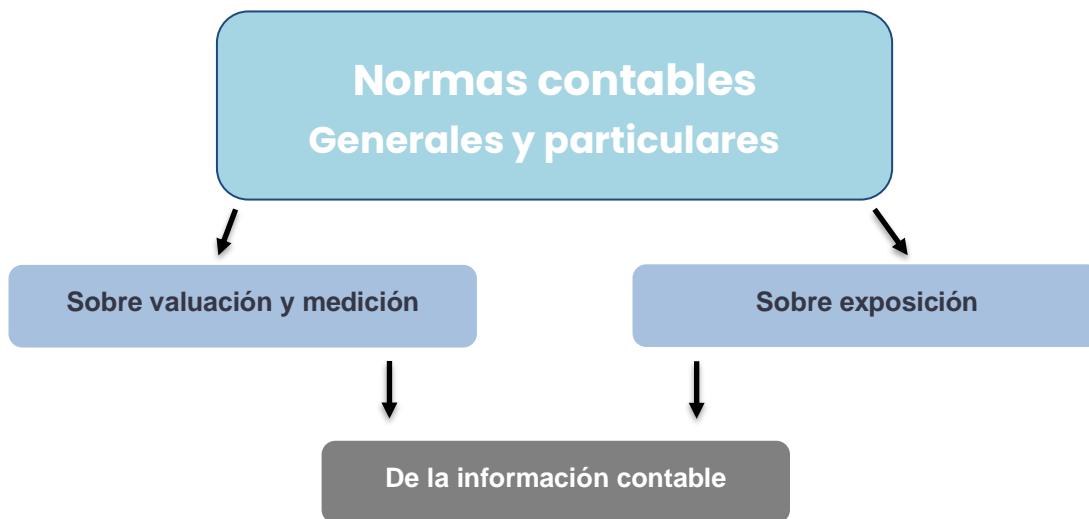 Normas contables
Generales y particulares
Sobre valuación y medición
Sobre exposición
De la información contable